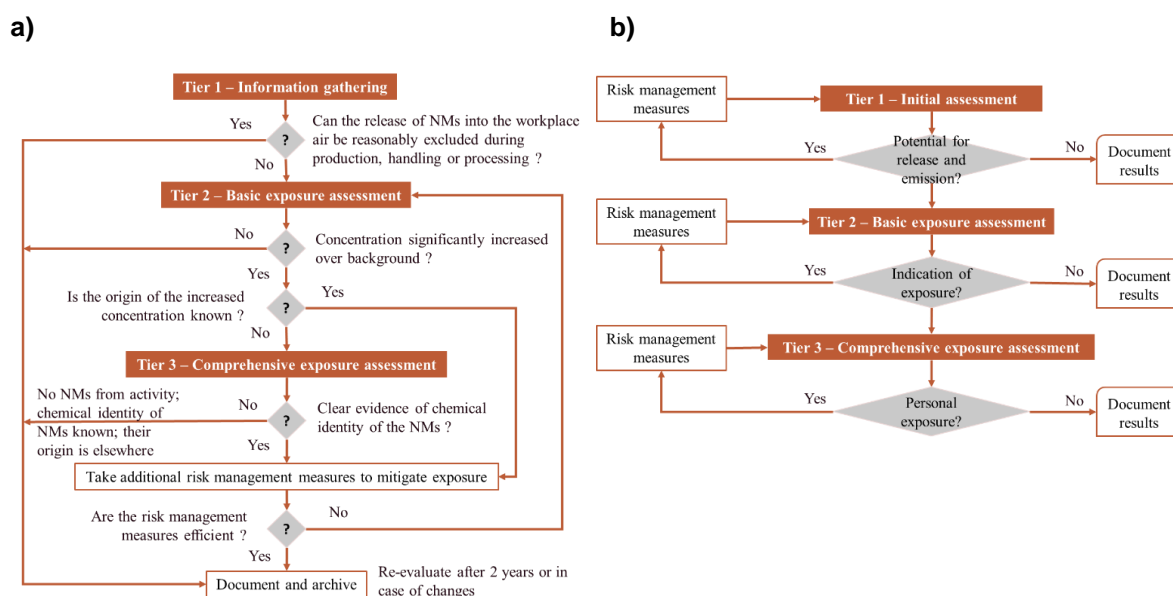 a)
Tier 1 – Information gathering
Yes
?
Can the release of NMs into the workplace
air be reasonably excluded during
production, handling or processing ?
No
Tier 2 – Basic exposure assessment
No
?
Concentration significantly increased
over background ?
Yes
Is the origin of the increased
concentration known ?
?
Yes
No
Tier 3 – Comprehensive exposure assessment
No NMs from activity;
chemical identity of
NMs known; their
origin is elsewhere
No
?
Clear evidence of chemical
identity of the NMs ?
Yes
Take additional risk management measures to mitigate exposure
Are the risk management
measures efficient ?
?
No
Yes
Document and archive
Re-evaluate after 2 years or in
case of changes
b)
Risk management
measures
Tier 1 – Initial assessment
Yes
Potential for
release and
emission?
No
Document
results
Risk management
measures
Tier 2 – Basic exposure assessment
Yes
Indication of
exposure?
No
Document
results
Risk management
measures
Tier 3 – Comprehensive exposure assessment
Yes
Personal
exposure?
No
Document
results